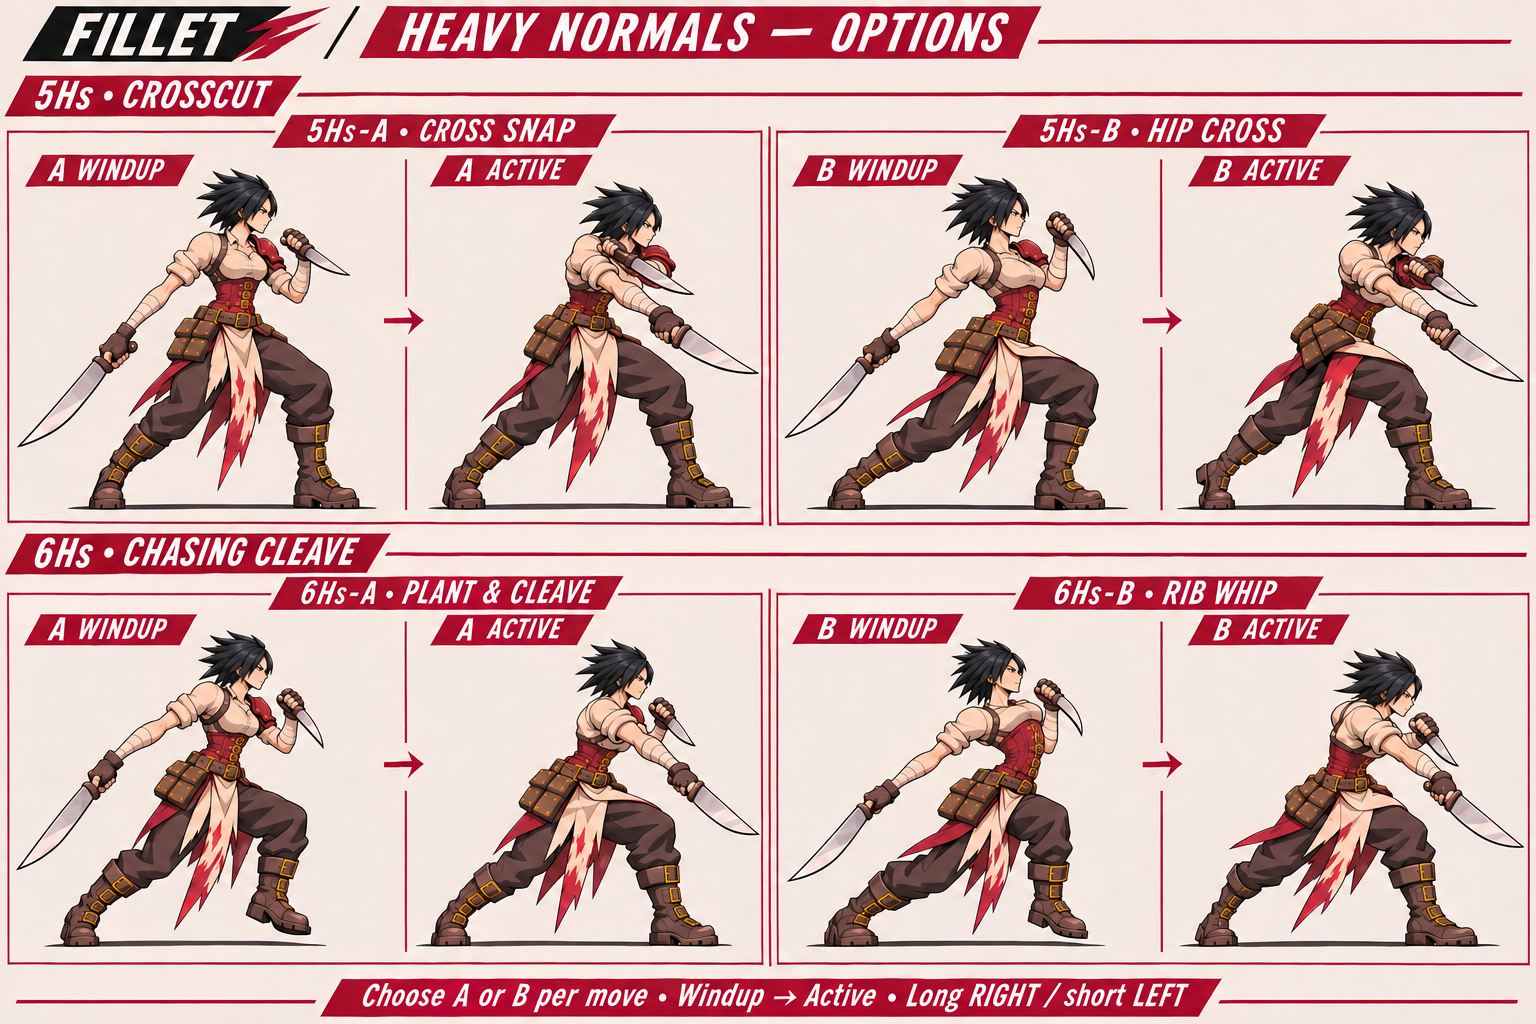 FILLET / HEAVY NORMALS — OPTIONS
5Hs • CROSSCUT
5Hs-A • CROSS SNAP
A WINDUP
A ACTIVE
5Hs-B • HIP CROSS
B WINDUP
B ACTIVE
6Hs • CHASING CLEAVE
6Hs-A • PLANT & CLEAVE
A WINDUP
A ACTIVE
6Hs-B • RIB WHIP
B WINDUP
B ACTIVE
Choose A or B per move • Windup → Active • Long RIGHT / short LEFT